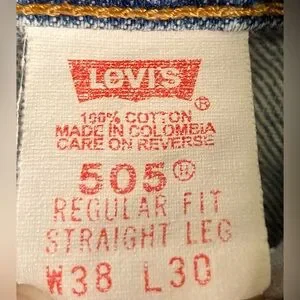 LEVI'S
®
100% COTTON
MADE IN COLOMBIA
CARE ON REVERSE
505®
REGULAR FIT
STRAIGHT LEG
W38 L30